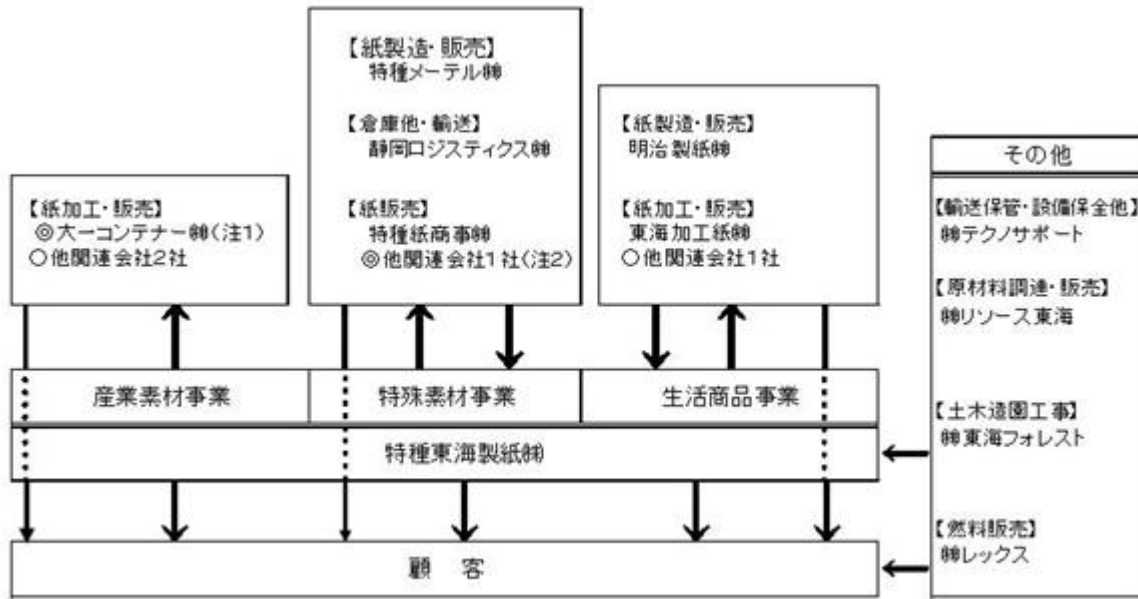 【紙加工・販売】
◎大一コンテナー㈱(注1)
○他関連会社2社
【紙製造・販売】
特種メーテル㈱
【倉庫他・輸送】
静岡ロジスティクス㈱
【紙販売】
特種紙商事㈱
◎他関連会社1社(注2)
【紙製造・販売】
明治製紙㈱
【紙加工・販売】
東海加工紙㈱
○他関連会社1社
その他
【輸送保管・設備保全他】
㈱テクノサポート
【原材料調達・販売】
㈱リソース東海
【土木造園工事】
㈱東海フォレスト
【燃料販売】
㈱レックス
産業素材事業
特殊素材事業
生活商品事業
特種東海製紙㈱
顧 客